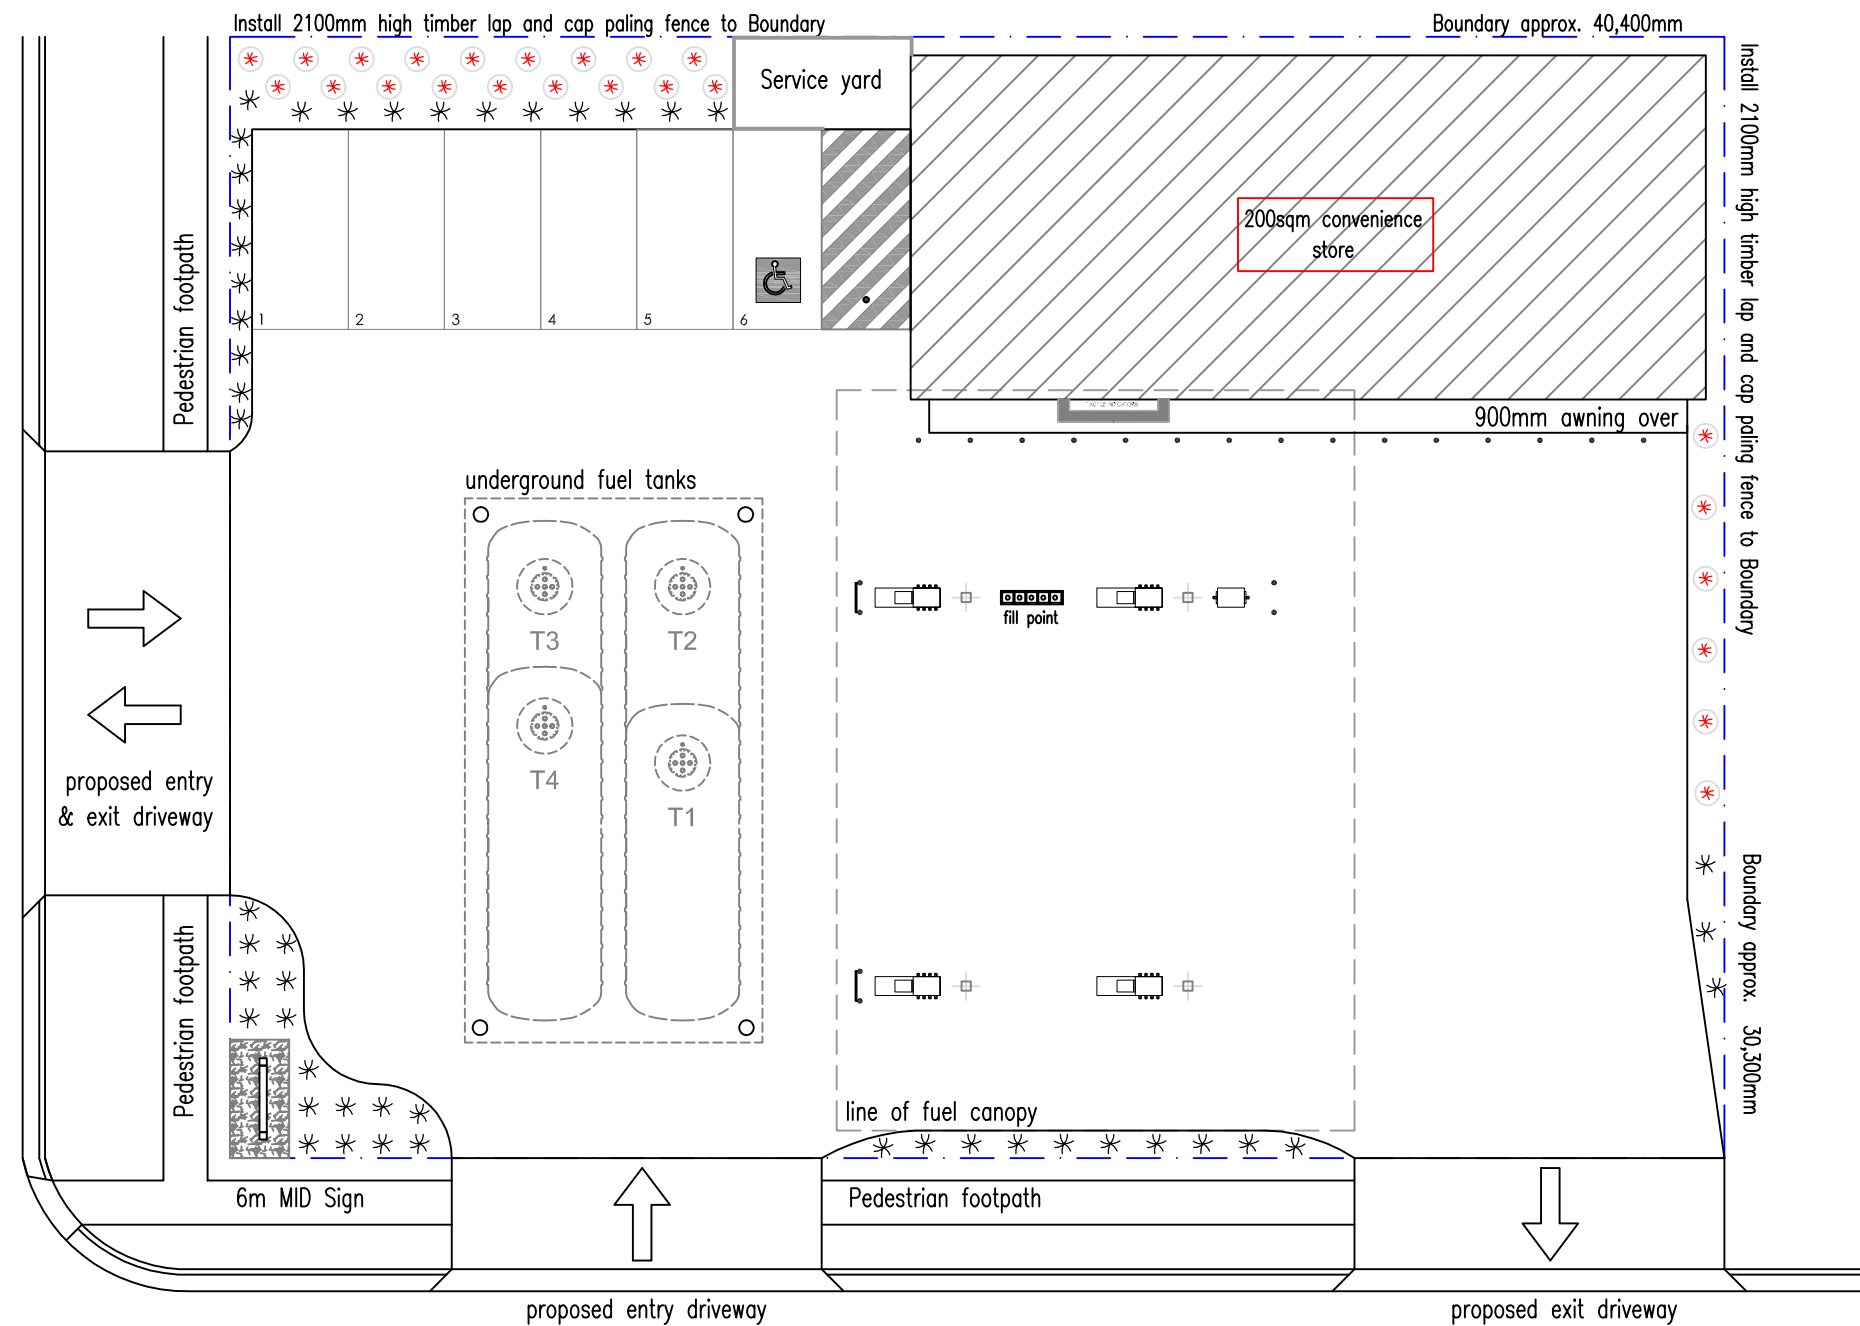 Install 2100mm high timber lap and cap paling fence to Boundary
Boundary approx. 40,400mm
Service yard
Install 2100mm high timber lap and cap paling fence to Boundary
200sqm convenience
store
Pedestrian footpath
1
2
3
4
5
6
TACTILE INDICATORS
900mm awning over
underground fuel tanks
T3
T2
fill point
T4
T1
proposed entry
& exit driveway
Boundary approx. 30,300mm
Pedestrian footpath
line of fuel canopy
6m MID Sign
Pedestrian footpath
proposed entry driveway
proposed exit driveway